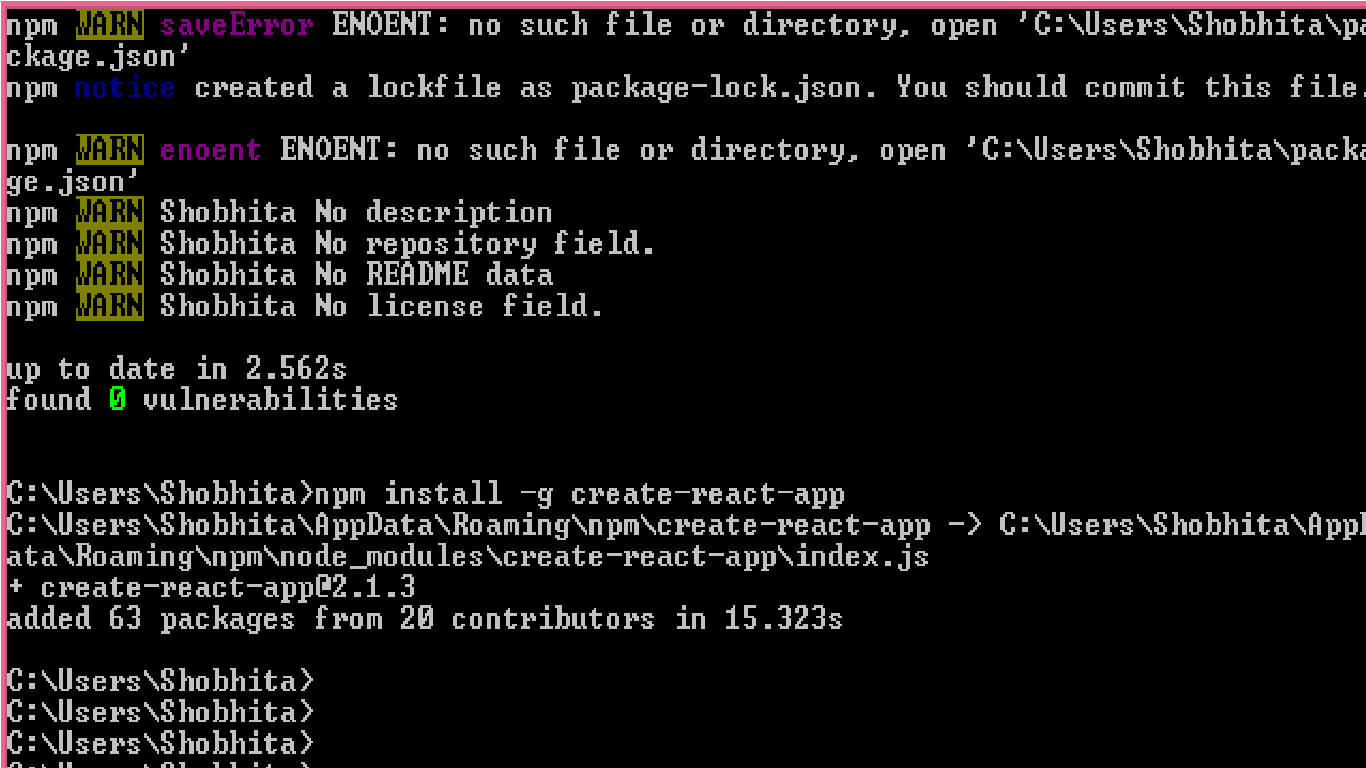 npm WARN saveError ENOENT: no such file or directory, open 'C:\Users\Shobhita\pa
ckage.json'
npm notice created a lockfile as package-lock.json. You should commit this file.
npm WARN enoent ENOENT: no such file or directory, open 'C:\Users\Shobhita\packa
ge.json'
npm WARN Shobhita No description
npm WARN Shobhita No repository field.
npm WARN Shobhita No README data
npm WARN Shobhita No license field.
up to date in 2.562s
found 0 vulnerabilities
C:\Users\Shobhita>npm install -g create-react-app
C:\Users\Shobhita\AppData\Roaming\npm\create-react-app -> C:\Users\Shobhita\AppD
ata\Roaming\npm\node_modules\create-react-app\index.js
+ create-react-app@2.1.3
added 63 packages from 20 contributors in 15.323s
C:\Users\Shobhita>
C:\Users\Shobhita>
C:\Users\Shobhita>
C:\Users\Shobhita>